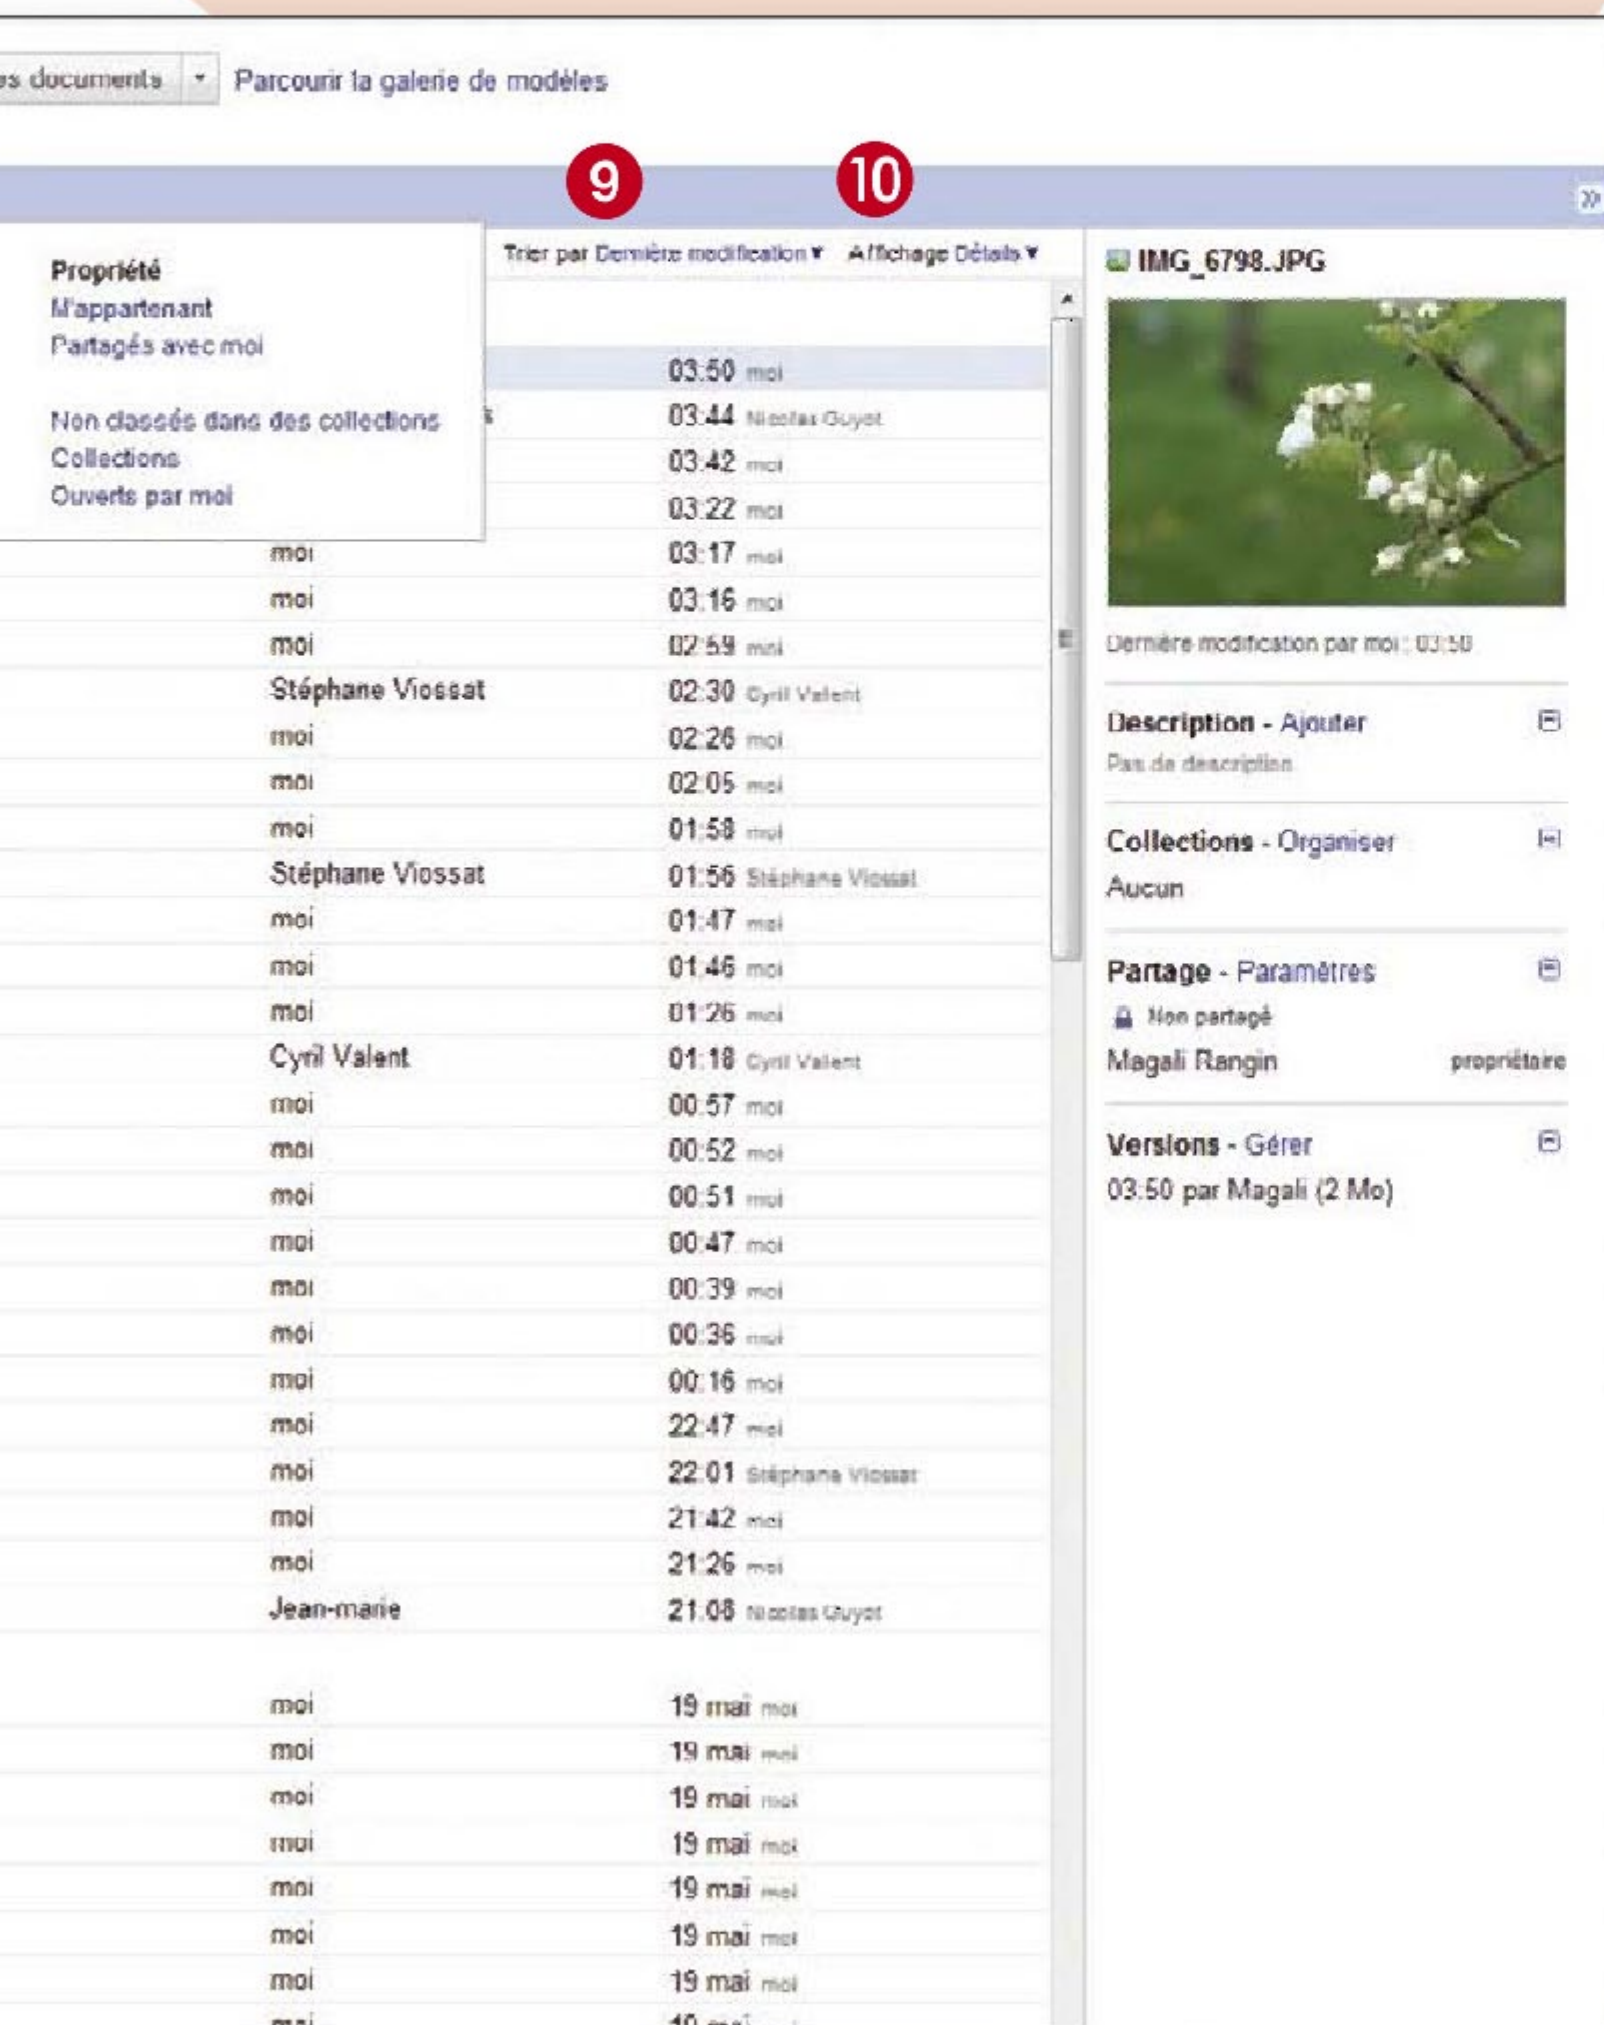 es documents Parcourir la galerie de modèles
9 10
Trier par Dernière modification Affichage Détails
Propriété
M'appartenant
Partagés avec moi
Non classés dans des collections
Collections
Ouverts par moi
03:50 moi
03:44 Nicolas Guyot
03:42 moi
03:22 moi
moi 03:17 moi
moi 03:16 moi
moi 02:59 moi
Stéphane Viossat 02:30 Cyril Valent
moi 02:26 moi
moi 02:05 moi
moi 01:58 moi
Stéphane Viossat 01:56 Stéphane Viossat
moi 01:47 moi
moi 01:46 moi
moi 01:26 moi
Cyril Valent 01:18 Cyril Valent
moi 00:57 moi
moi 00:52 moi
moi 00:51 moi
moi 00:47 moi
moi 00:39 moi
moi 00:36 moi
moi 00:16 moi
moi 22:47 moi
moi 22:01 Stéphane Viossat
moi 21:42 moi
moi 21:26 moi
Jean-marie 21:08 Nicolas Guyot
moi 19 mai moi
moi 19 mai moi
moi 19 mai moi
moi 19 mai moi
moi 19 mai moi
moi 19 mai moi
moi 19 mai moi
IMG_6798.JPG
Dernière modification par moi : 03:50
Description - Ajouter
Pas de description
Collections - Organiser
Aucun
Partage - Paramètres
Non partagé
Magali Rangin propriétaire
Versions - Gérer
03:50 par Magali (2 Mo)